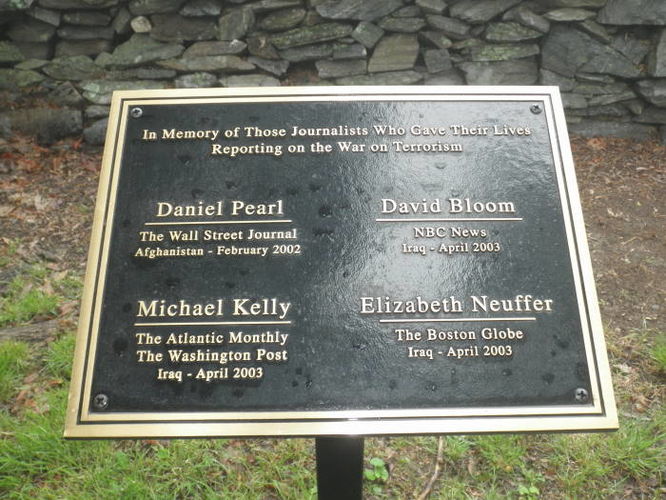 In Memory of Those Journalists Who Gave Their Lives
Reporting on the War on Terrorism
Daniel Pearl
The Wall Street Journal
Afghanistan - February 2002
David Bloom
NBC News
Iraq - April 2003
Michael Kelly
The Atlantic Monthly
The Washington Post
Iraq - April 2003
Elizabeth Neuffer
The Boston Globe
Iraq - April 2003